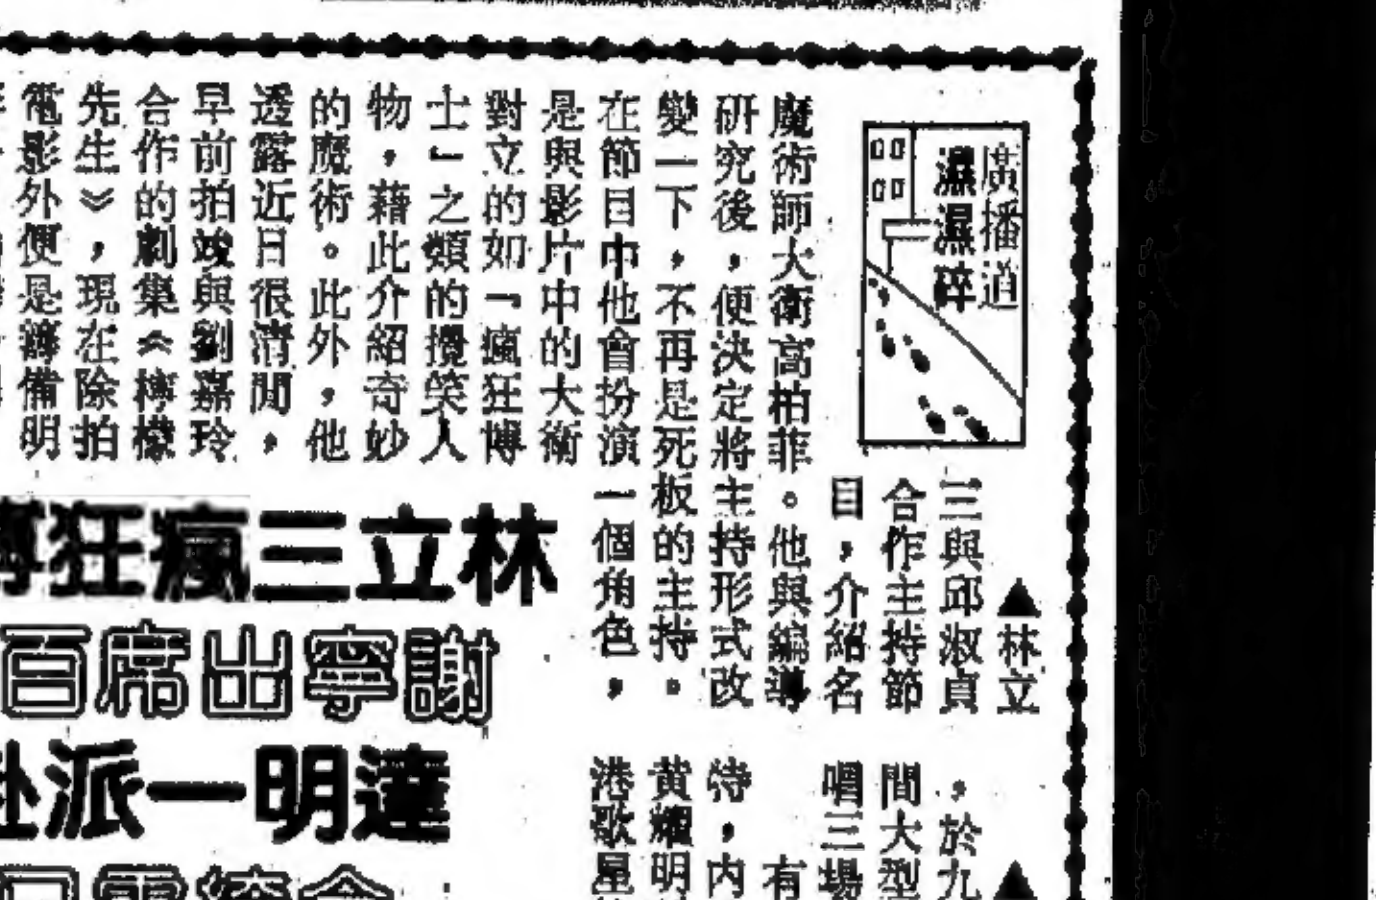 廣播道
濕濕碎
▲林立
三與邱淑貞
合作主持節
目，介紹名
魔術師大衛高柏菲。他與編導
研究後，便決定將主持形式改
變一下，不再是死板的主持。
在節目中他會扮演一個角色，
是與影片中的大衛
對立的如「瘋狂博
士」之類的攪笑人
物，藉此介紹奇妙
的魔術。此外，他
透露近日很清閒，
早前拍竣與劉嘉玲
合作的劇集《檸檬
先生》，現在除拍
電影外便是籌備明
林立三瘋狂博
謝寧出席百
達明一派赴
▲
，於九
間大型
唱三場
有
待，內
黃耀明
港歌星